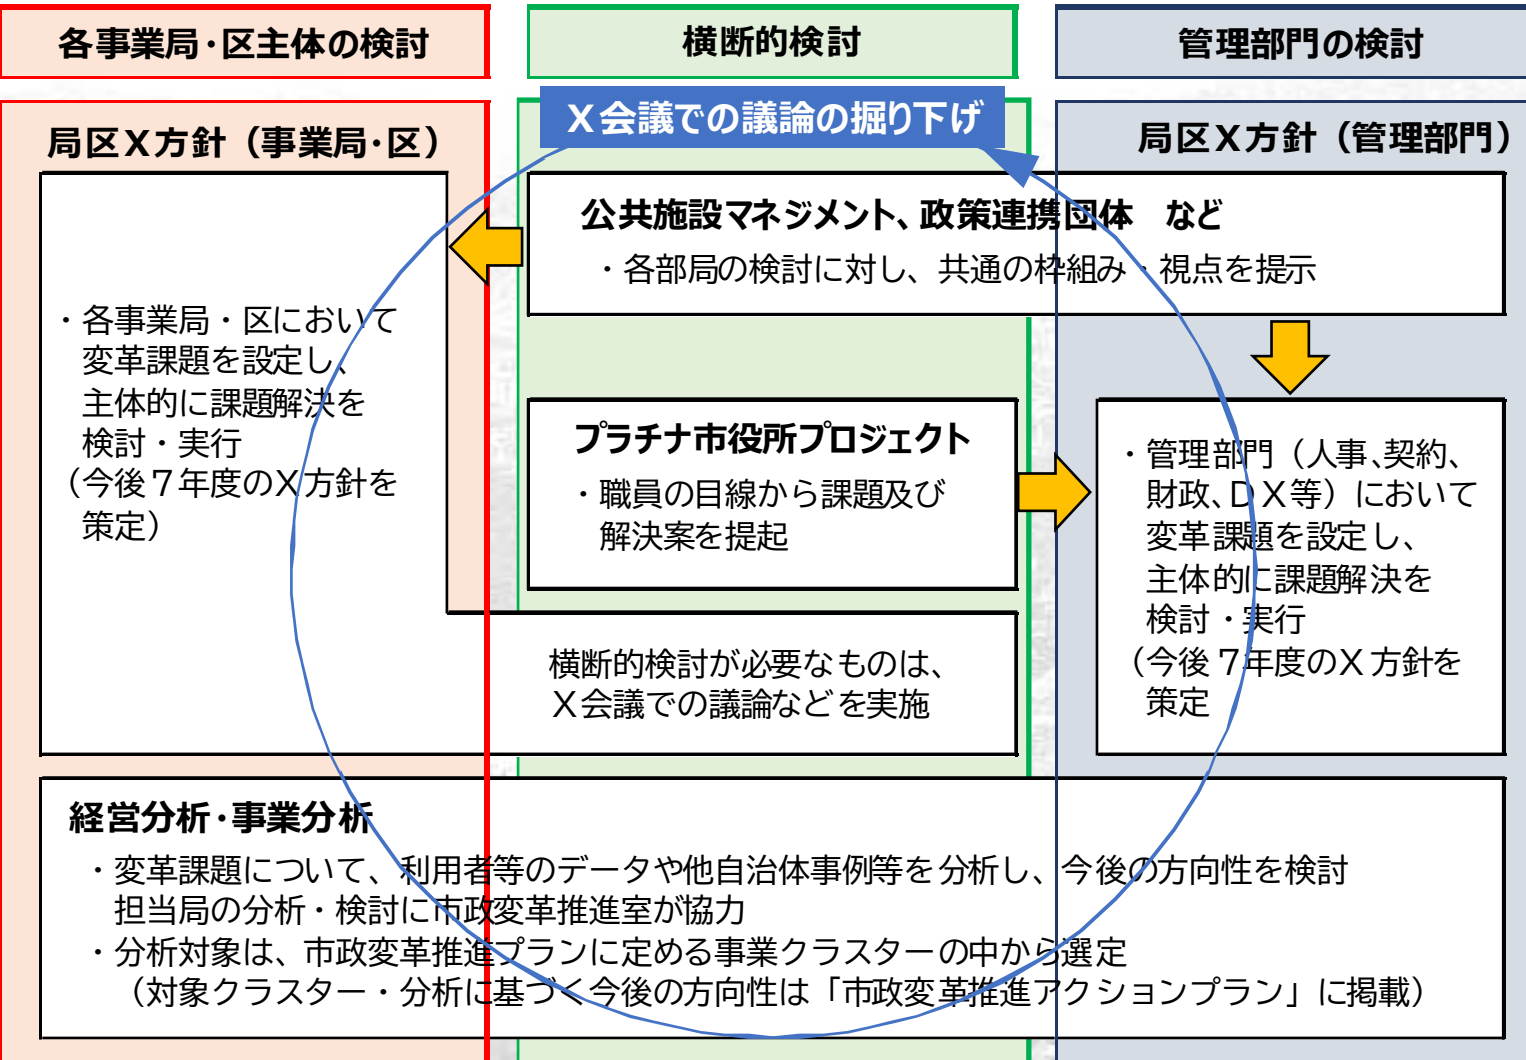 各事業局・区主体の検討
横断的検討
管理部門の検討
X会議での議論の掘り下げ
局区X方針（事業局・区）
局区X方針（管理部門）
公共施設マネジメント、政策連携団体　など
・各部局の検討に対し、共通の枠組み・視点を提示
・各事業局・区において
変革課題を設定し、
主体的に課題解決を
検討・実行
（今後７年度のX方針を
策定）
プラチナ市役所プロジェクト
・職員の目線から課題及び
解決案を提起
・管理部門（人事、契約、
財政、DX等）において
変革課題を設定し、
主体的に課題解決を
検討・実行
（今後７年度のX方針を
策定
横断的検討が必要なものは、
X会議での議論などを実施
経営分析・事業分析
・変革課題について、利用者等のデータや他自治体事例等を分析し、今後の方向性を検討
担当局の分析・検討に市政変革推進室が協力
・分析対象は、市政変革推進プランに定める事業クラスターの中から選定
（対象クラスター・分析に基づく今後の方向性は「市政変革推進アクションプラン」に掲載）